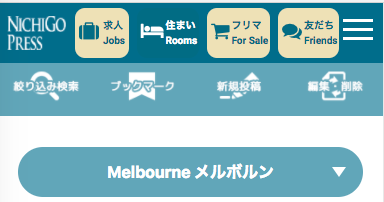 NICHIGO
PRESS
求人
Jobs
住まい
Rooms
フリマ
For Sale
友だち
Friends
絞り込み検索
ブックマーク
新規投稿
編集・削除
Melbourne メルボルン